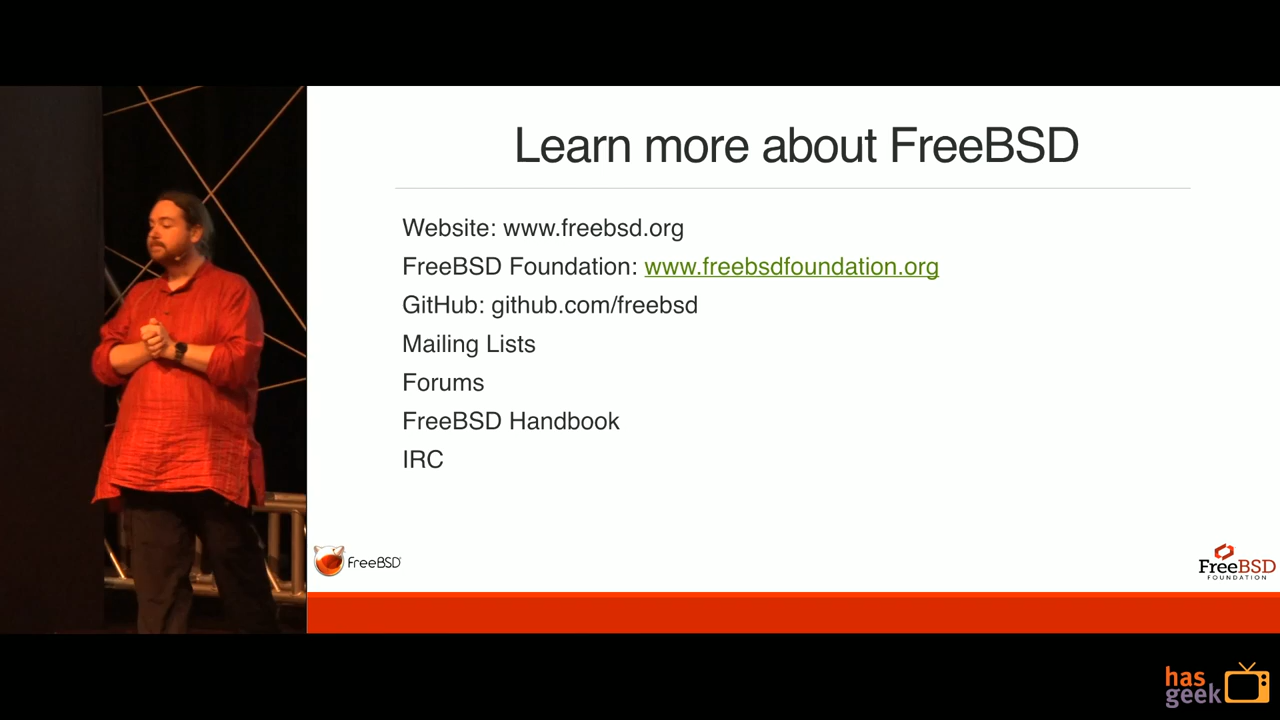 Learn more about FreeBSD
Website: www.freebsd.org
FreeBSD Foundation: www.freebsdfoundation.org
GitHub: github.com/freebsd
Mailing Lists
Forums
FreeBSD Handbook
IRC
FreeBSD
FreeBSD
FOUNDATION
has
geek